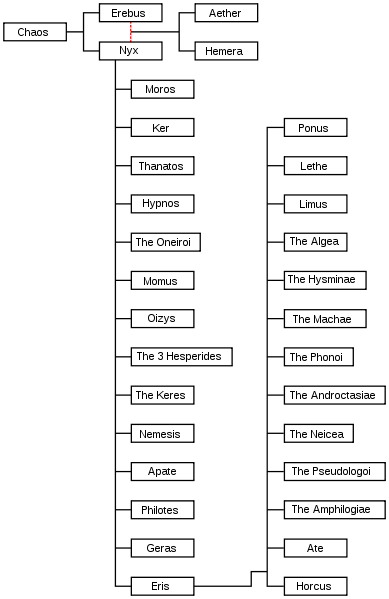 Chaos
Erebus
Nyx
Aether
Hemera
Moros
Ker
Thanatos
Hypnos
The Oneiroi
Momus
Oizys
The 3 Hesperides
The Keres
Nemesis
Apate
Philotes
Geras
Eris
Ponus
Lethe
Limus
The Algea
The Hysminae
The Machae
The Phonoi
The Androctasiae
The Neicea
The Pseudologoi
The Amphilogiae
Ate
Horcus